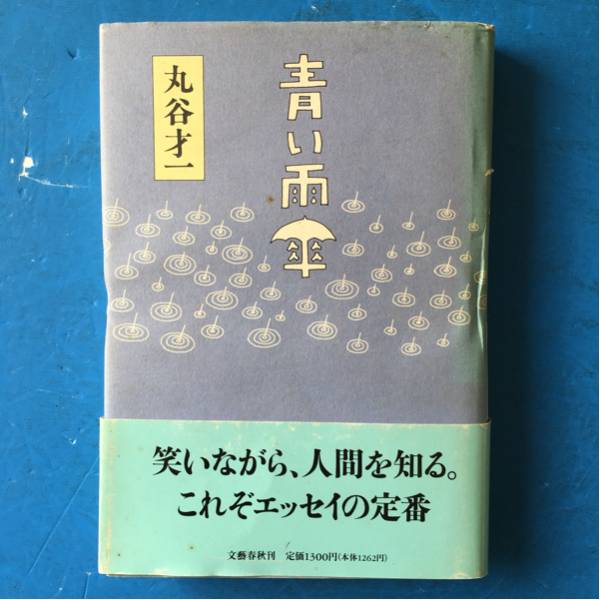 青い雨傘
丸谷才一
笑いながら、人間を知る。
これぞエッセイの定番
文藝春秋刊 定価1300円(本体1262円)